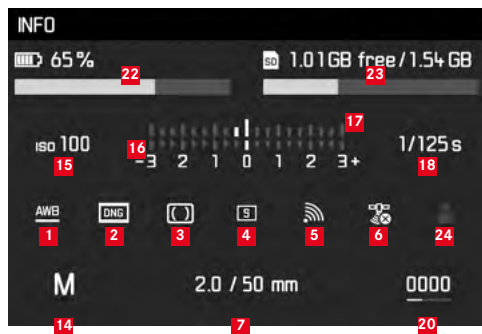 INFO
65%
SD 1.01GB free/1.54GB
22
23
ISO 100
16
17
1/125s
15
-3 2 1 0 1 2 3+
18
AWB
DNG
( )
S
1
2
3
4
5
6
24
M
2.0 / 50 mm
0000
14
7
20